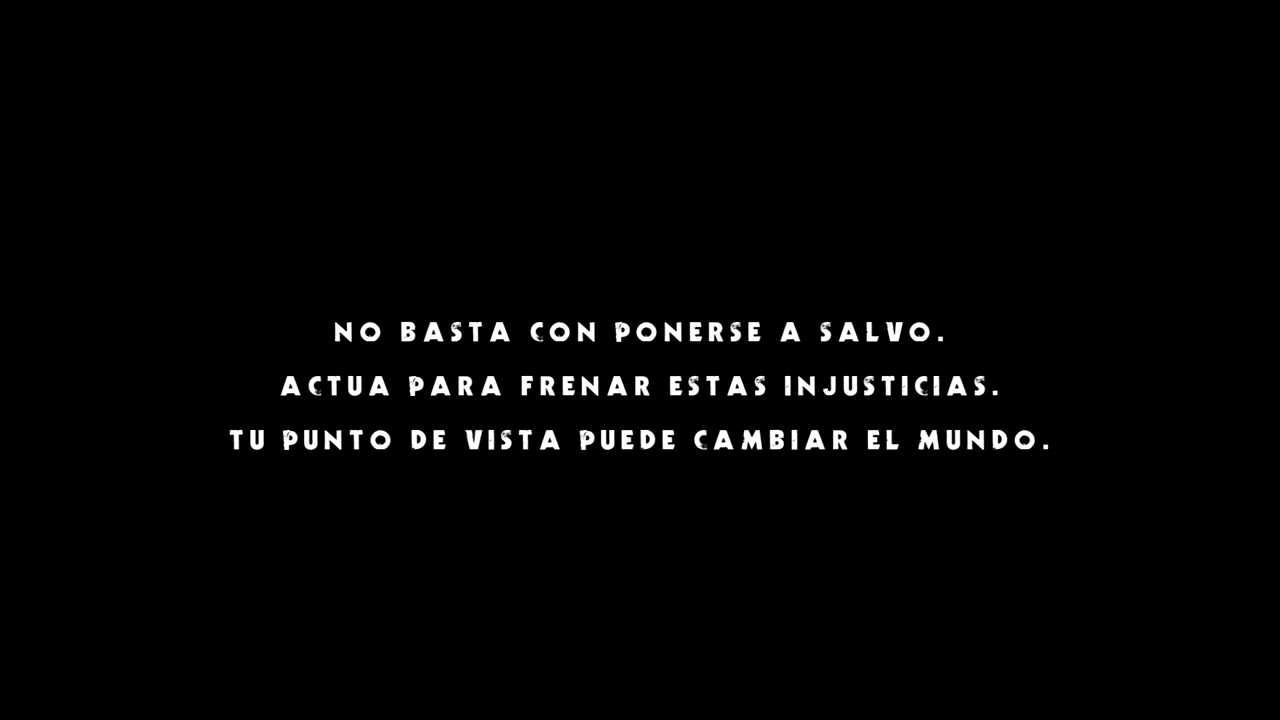 NO BASTA CON PONERSE A SALVO.
ACTUA PARA FRENAR ESTAS INJUSTICIAS.
TU PUNTO DE VISTA PUEDE CAMBIAR EL MUNDO.